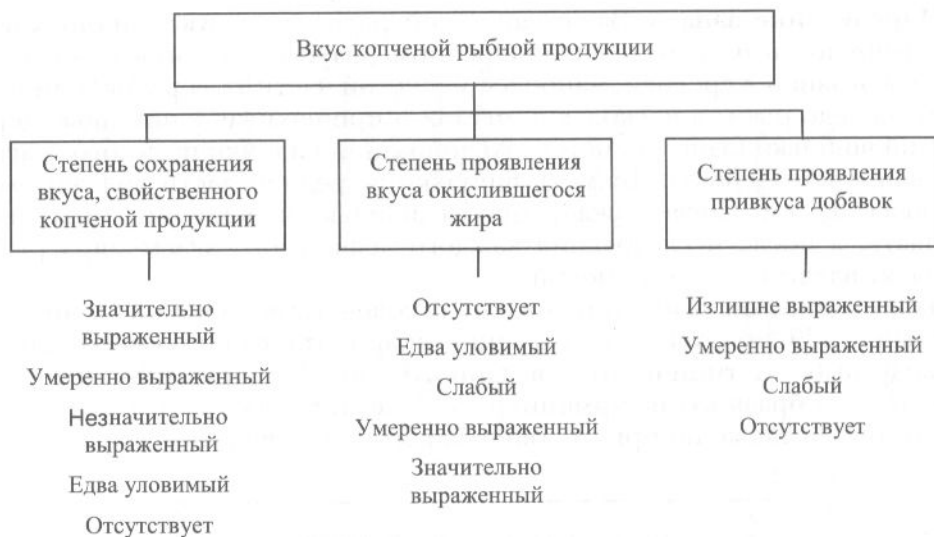 Вкус копченой рыбной продукции
Степень сохранения
вкуса, свойственного
копченой продукции
Степень проявления
вкуса окислившегося
жира
Степень проявления
привкуса добавок
Значительно
выраженный
Умеренно выраженный
Незначительно
выраженный
Едва уловимый
Отсутствует
Отсутствует
Едва уловимый
Слабый
Умеренно выраженный
Значительно
выраженный
Излишне выраженный
Умеренно выраженный
Слабый
Отсутствует